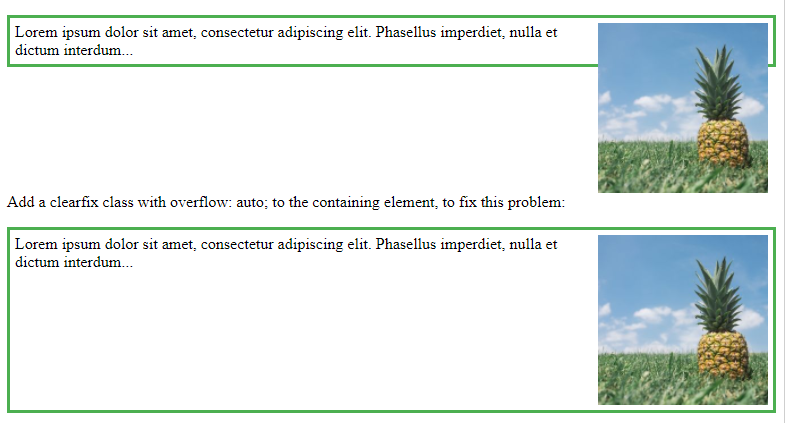 Lorem ipsum dolor sit amet, consectetur adipiscing elit. Phasellus imperdiet, nulla et
dictum interdum...
Add a clearfix class with overflow: auto; to the containing element, to fix this problem:
Lorem ipsum dolor sit amet, consectetur adipiscing elit. Phasellus imperdiet, nulla et
dictum interdum...